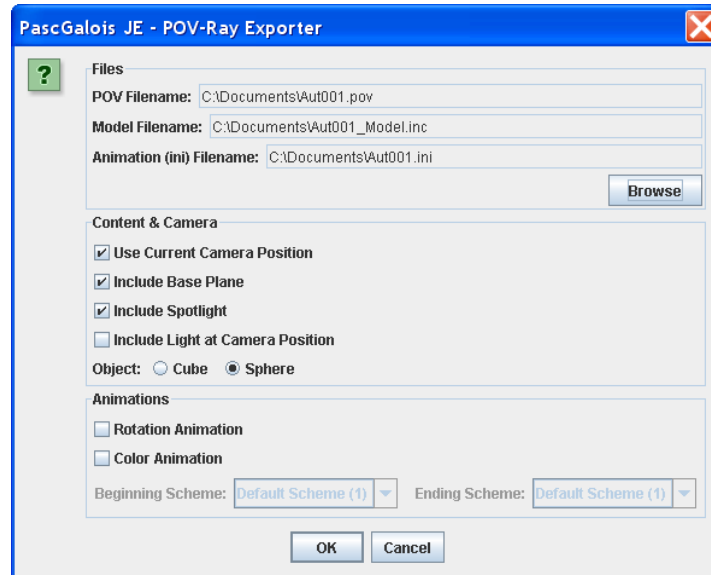 PascGalois JE - POV-Ray Exporter
?
Files
POV Filename: C:\Documents\Aut001.pov
Model Filename: C:\Documents\Aut001_Model.inc
Animation (ini) Filename: C:\Documents\Aut001.ini
Browse
Content & Camera
Use Current Camera Position
Include Base Plane
Include Spotlight
Include Light at Camera Position
Object: Cube Sphere
Animations
Rotation Animation
Color Animation
Beginning Scheme: Default Scheme (1) Ending Scheme: Default Scheme (1)
OK Cancel